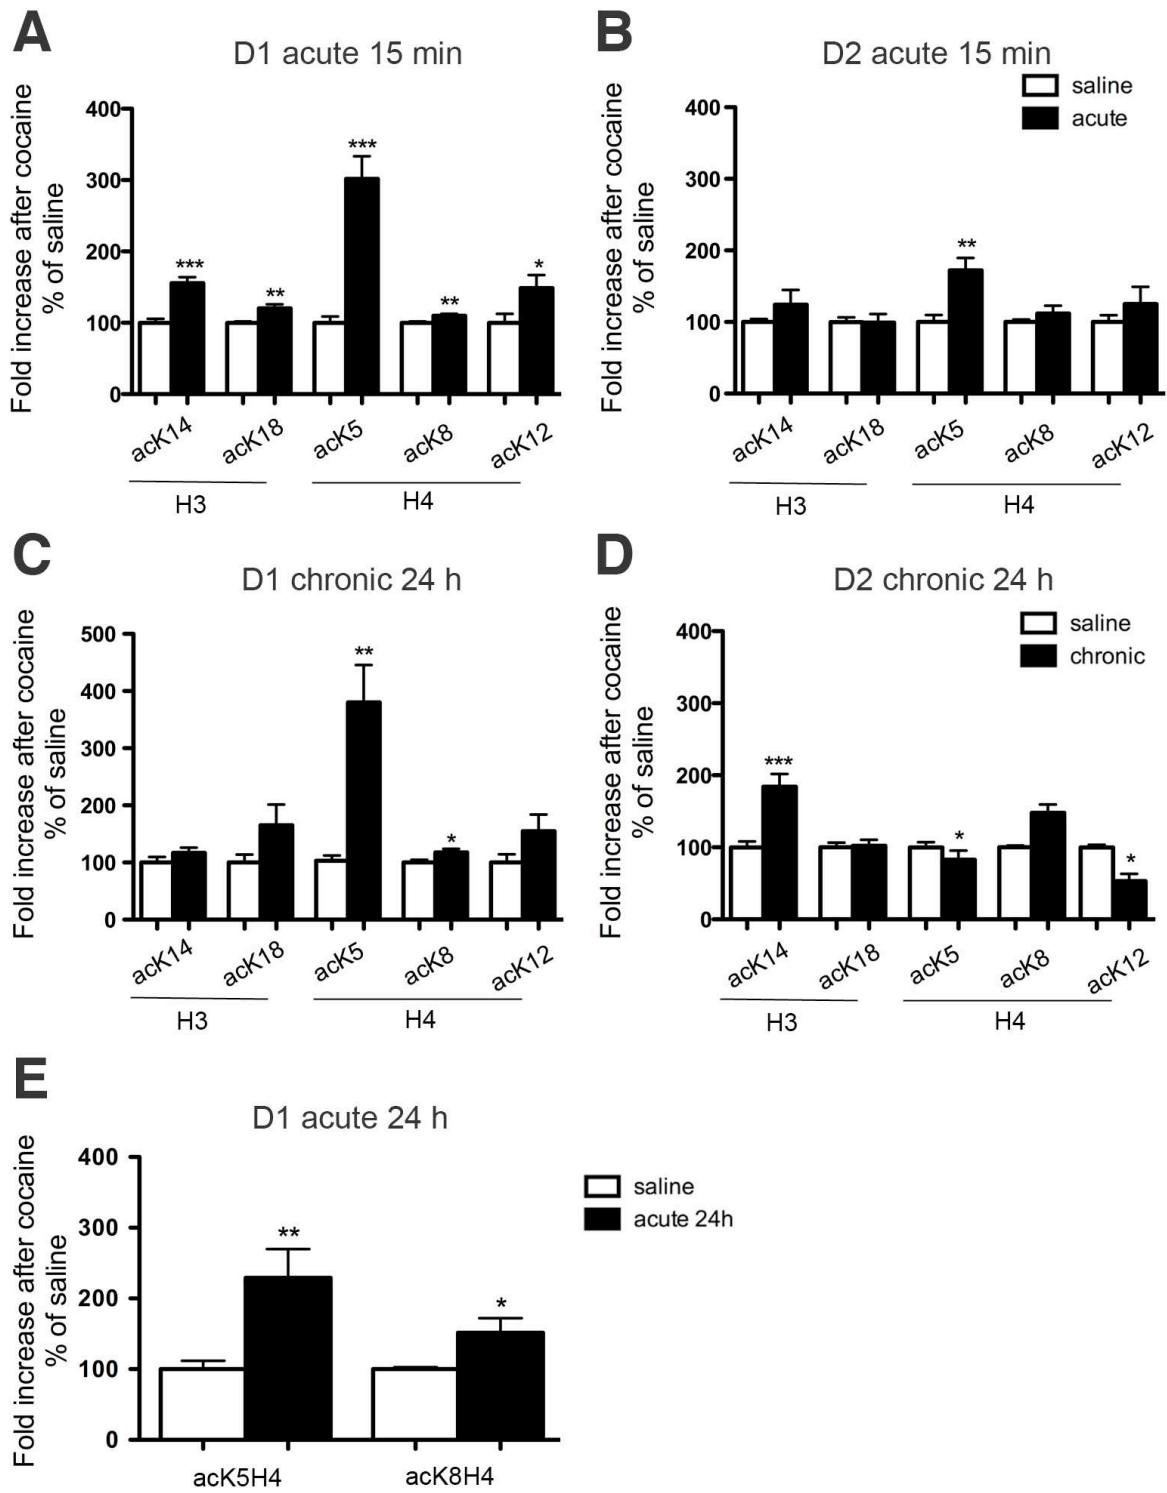 A
D1 acute 15 min
Fold increase after cocaine
% of saline
400
300
200
100
0
***
**
***
**
*
acK14
acK18
acK5
acK8
acK12
H3
H4
B
D2 acute 15 min
saline
acute
Fold increase after cocaine
% of saline
400
300
200
100
0
**
acK14
acK18
acK5
acK8
acK12
H3
H4
C
D1 chronic 24 h
Fold increase after cocaine
% of saline
500
400
300
200
100
0
**
*
acK14
acK18
acK5
acK8
acK12
H3
H4
D
D2 chronic 24 h
saline
chronic
Fold increase after cocaine
% of saline
400
300
200
100
0
***
*
*
acK14
acK18
acK5
acK8
acK12
H3
H4
E
D1 acute 24 h
Fold increase after cocaine
% of saline
400
300
200
100
0
**
*
acK5H4
acK8H4
saline
acute 24h